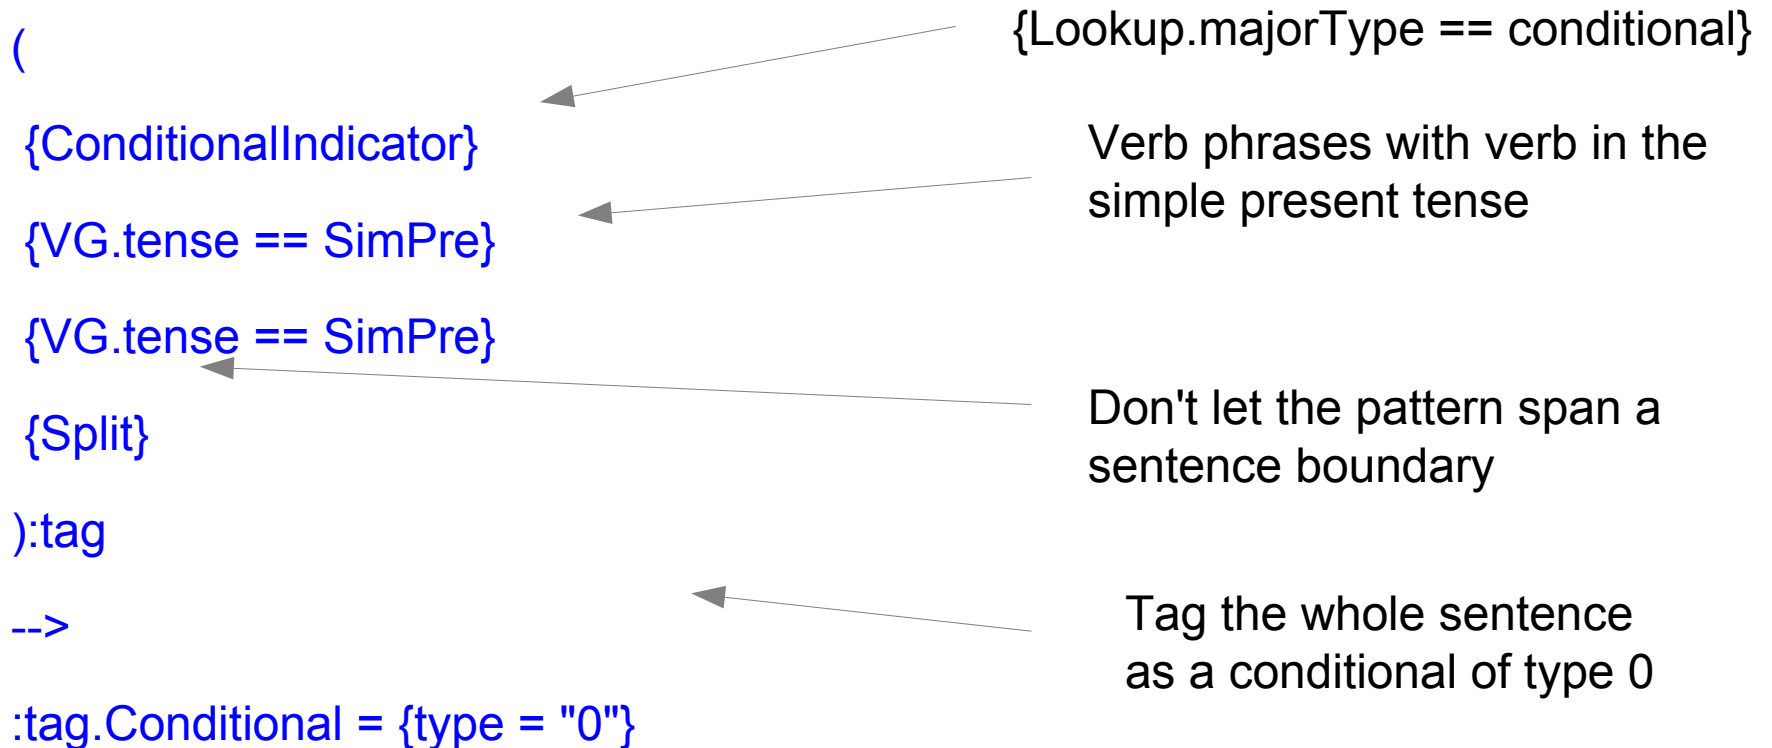 (
{ConditionalIndicator}
{VG.tense == SimPre}
{VG.tense == SimPre}
{Split}
):tag
-->
:tag.Conditional = {type = "0"}
{Lookup.majorType == conditional}
Verb phrases with verb in the
simple present tense
Don't let the pattern span a
sentence boundary
Tag the whole sentence
as a conditional of type 0